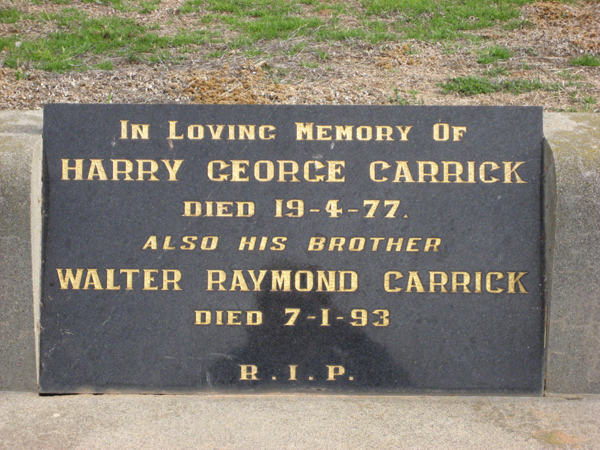 In Loving Memory Of
HARRY GEORGE CARRICK
DIED 19-4-77.
ALSO HIS BROTHER
WALTER RAYMOND CARRICK
DIED 7-1-93
R.I.P.